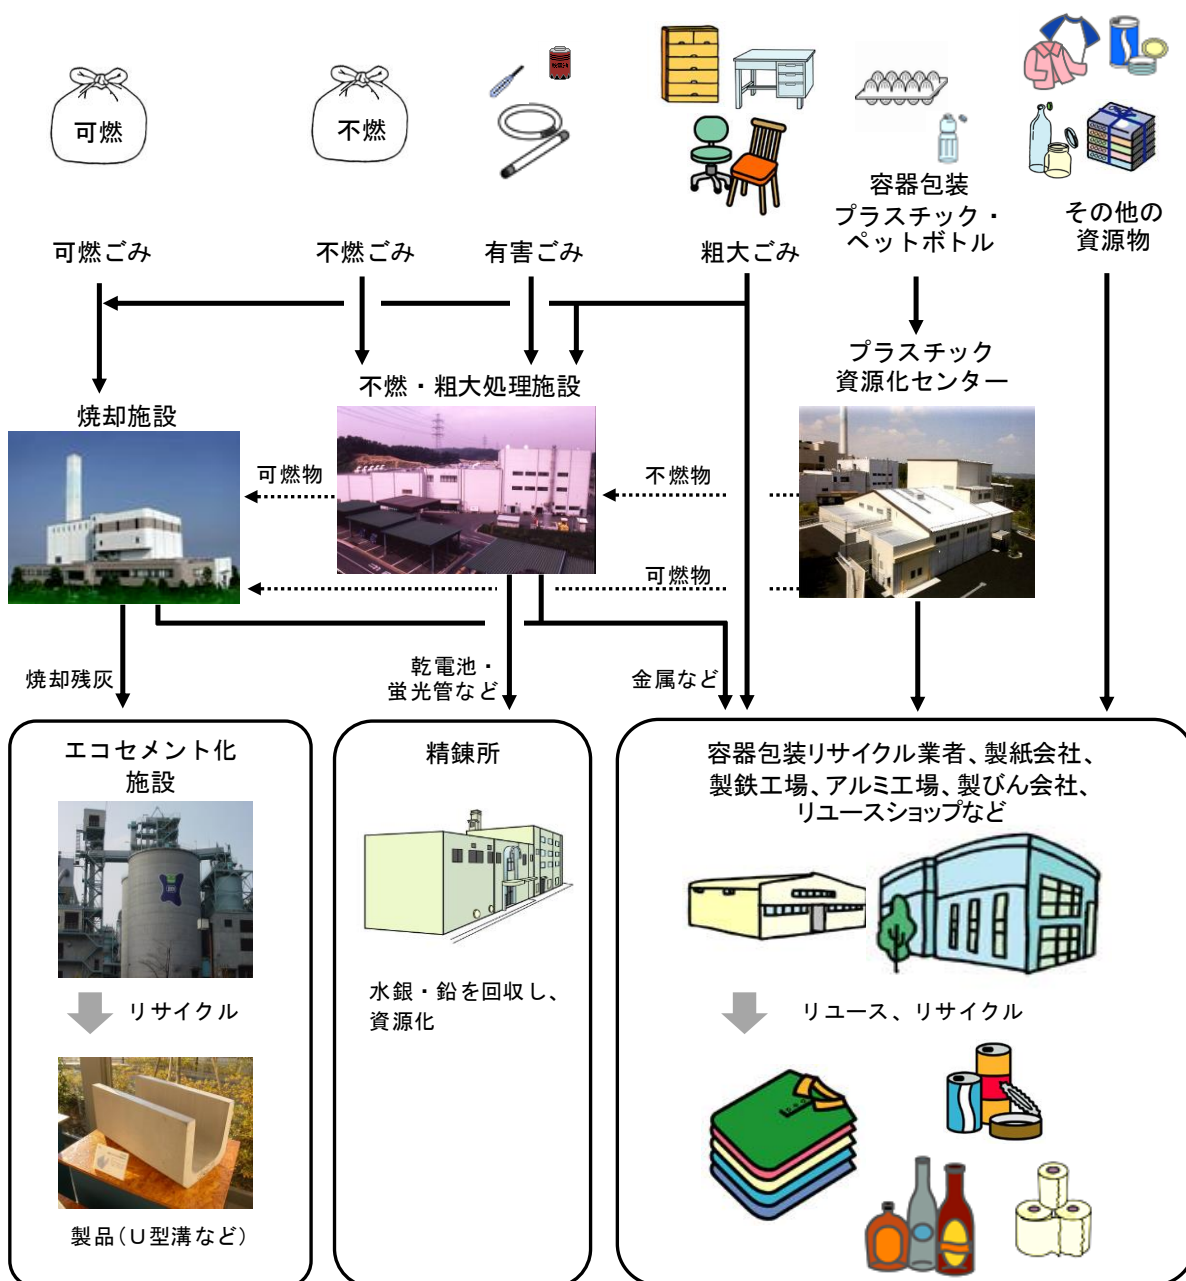 可燃
不燃
容器包装
プラスチック・
ペットボトル
その他の
資源物
可燃ごみ
不燃ごみ
有害ごみ
粗大ごみ
プラスチック
資源化センター
不燃・粗大処理施設
焼却施設
可燃物
不燃物
可燃物
焼却残灰
乾電池・
蛍光管など
金属など
エコセメント化
施設
精錬所
容器包装リサイクル業者、製紙会社、
製鉄工場、アルミ工場、製びん会社、
リユースショップなど
水銀・鉛を回収し、
資源化
リサイクル
リユース、リサイクル
製品(U型溝など)